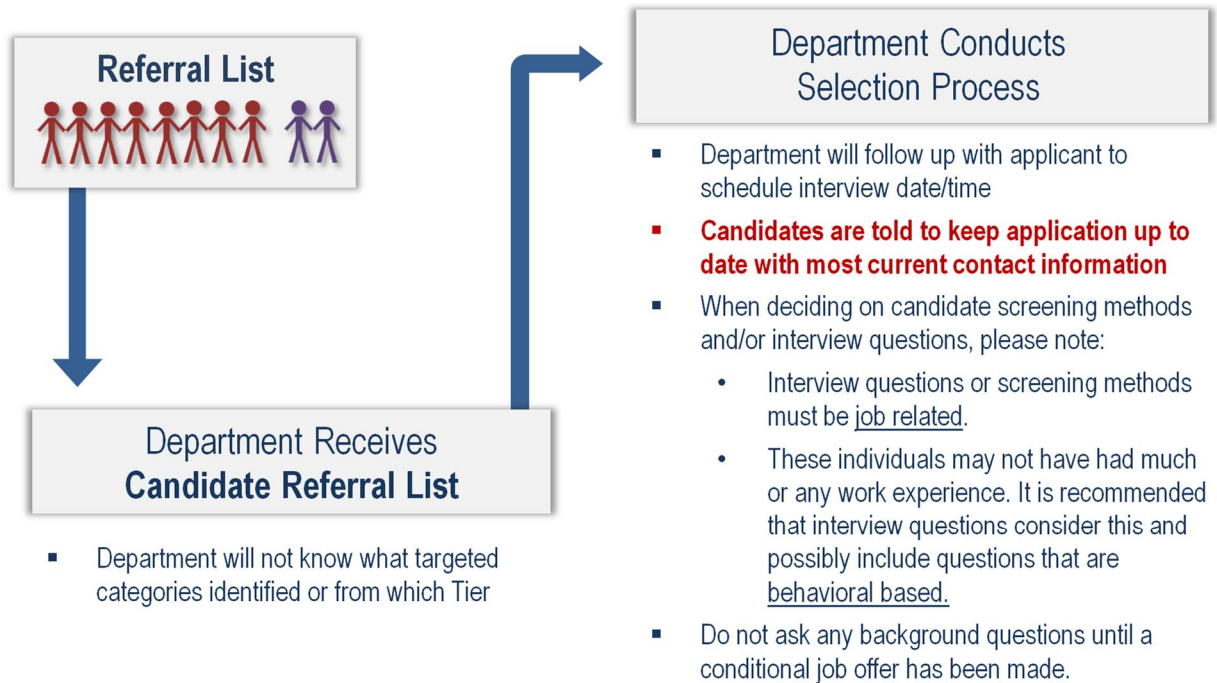 Referral List
Department Receives
Candidate Referral List
▪ Department will not know what targeted
categories identified or from which Tier
Department Conducts
Selection Process
▪ Department will follow up with applicant to
schedule interview date/time
▪ Candidates are told to keep application up to
date with most current contact information
▪ When deciding on candidate screening methods
and/or interview questions, please note:
• Interview questions or screening methods
must be job related.
• These individuals may not have had much
or any work experience. It is recommended
that interview questions consider this and
possibly include questions that are
behavioral based.
▪ Do not ask any background questions until a
conditional job offer has been made.